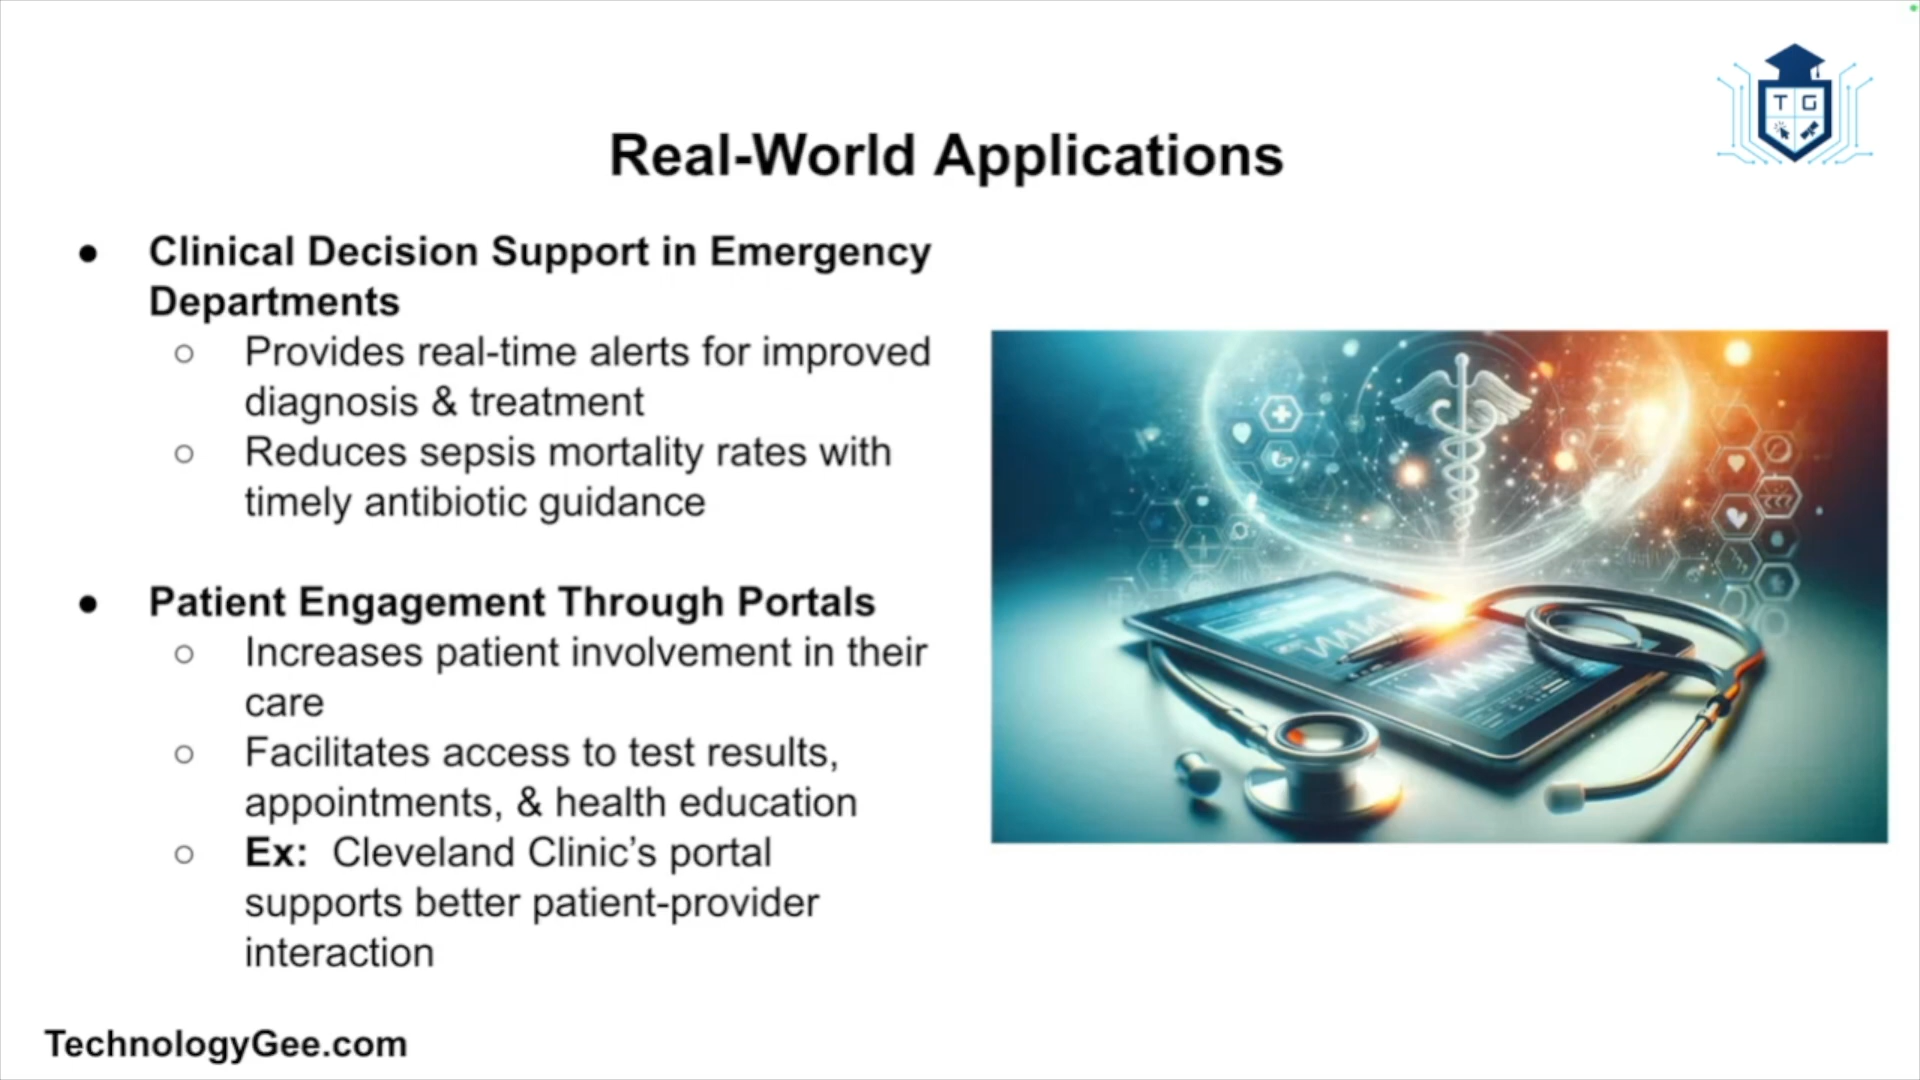 T G
Real-World Applications
● Clinical Decision Support in Emergency
Departments
○ Provides real-time alerts for improved
diagnosis & treatment
○ Reduces sepsis mortality rates with
timely antibiotic guidance
● Patient Engagement Through Portals
○ Increases patient involvement in their
care
○ Facilitates access to test results,
appointments, & health education
○ Ex:  Cleveland Clinic’s portal
supports better patient-provider
interaction
TechnologyGee.com